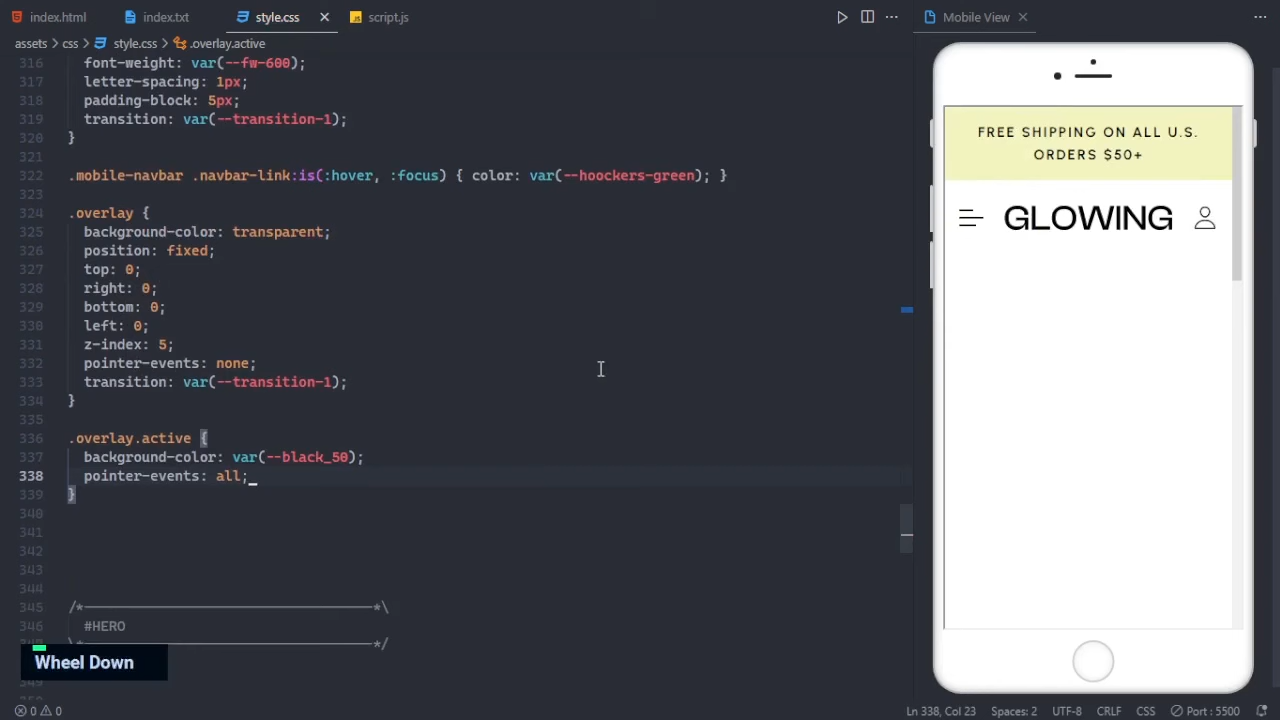 index.html
index.txt
style.css
script.js
Mobile View
assets > css > style.css > .overlay.active
316 font-weight: var(--fw-600);
317 letter-spacing: 1px;
318 padding-block: 5px;
319 transition: var(--transition-1);
320 }
321
322 .mobile-navbar .navbar-link:is(:hover, :focus) { color: var(--hoockers-green); }
323
324 .overlay {
325 background-color: transparent;
326 position: fixed;
327 top: 0;
328 right: 0;
329 bottom: 0;
330 left: 0;
331 z-index: 5;
332 pointer-events: none;
333 transition: var(--transition-1);
334 }
335
336 .overlay.active {
337 background-color: var(--black_50);
338 pointer-events: all;
339 }
340
341
342
343
344
345 /*-----------------------------------*\
346 #HERO
\*-----------------------------------*/
Wheel Down
FREE SHIPPING ON ALL U.S.
ORDERS $50+
GLOWING
0 0
Ln 338, Col 23
Spaces: 2
UTF-8
CRLF
CSS
Port : 5500